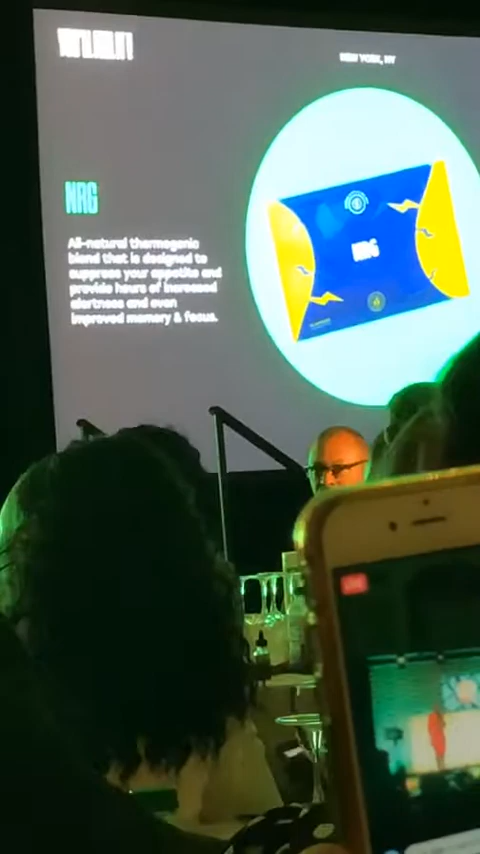 NEW YORK, NY
NRG
All-natural thermogenic
blend that is designed to
suppress your appetite and
provide hours of increased
alertness and even
improved memory & focus.
NRG